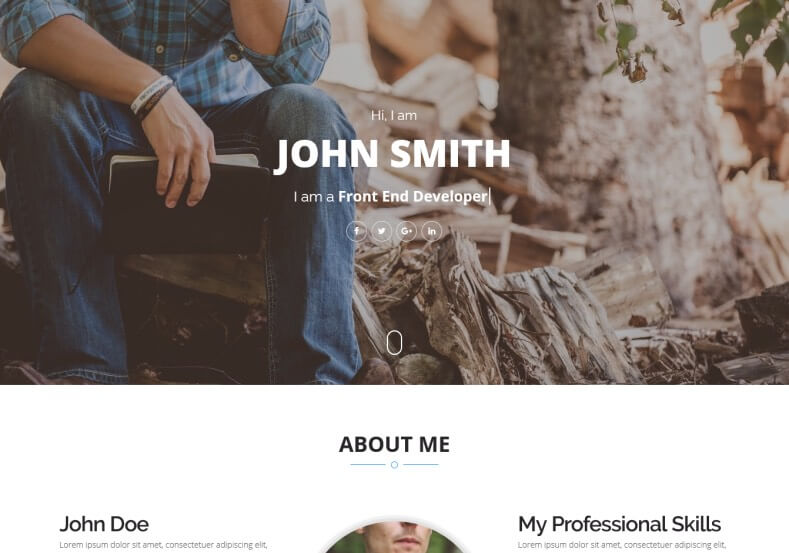 Hi, I am
JOHN SMITH
I am a Front End Developer
ABOUT ME
John Doe
Lorem ipsum dolor sit amet, consectetuer adipiscing elit,
My Professional Skills
Lorem ipsum dolor sit amet, consectetuer adipiscing elit,